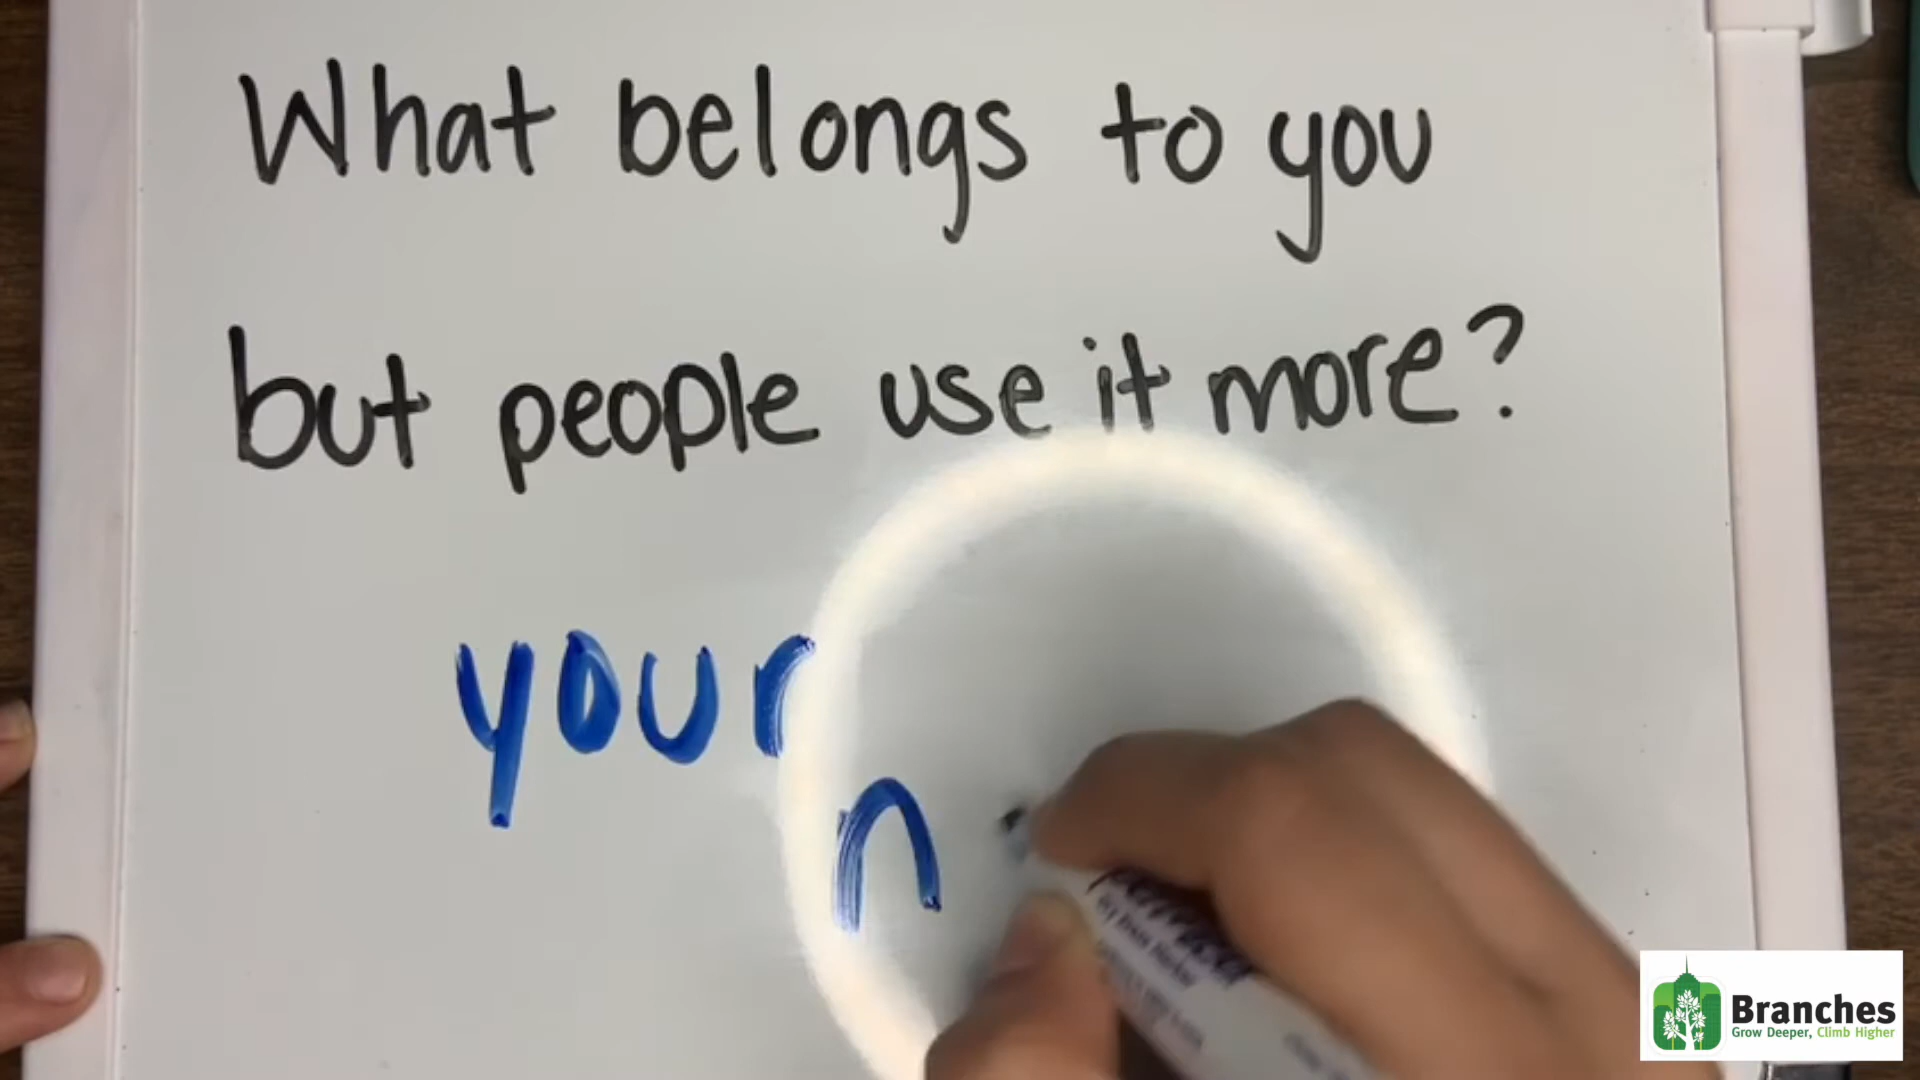 What belongs to you
but people use it more?
your
n
Branches
Grow Deeper, Climb Higher